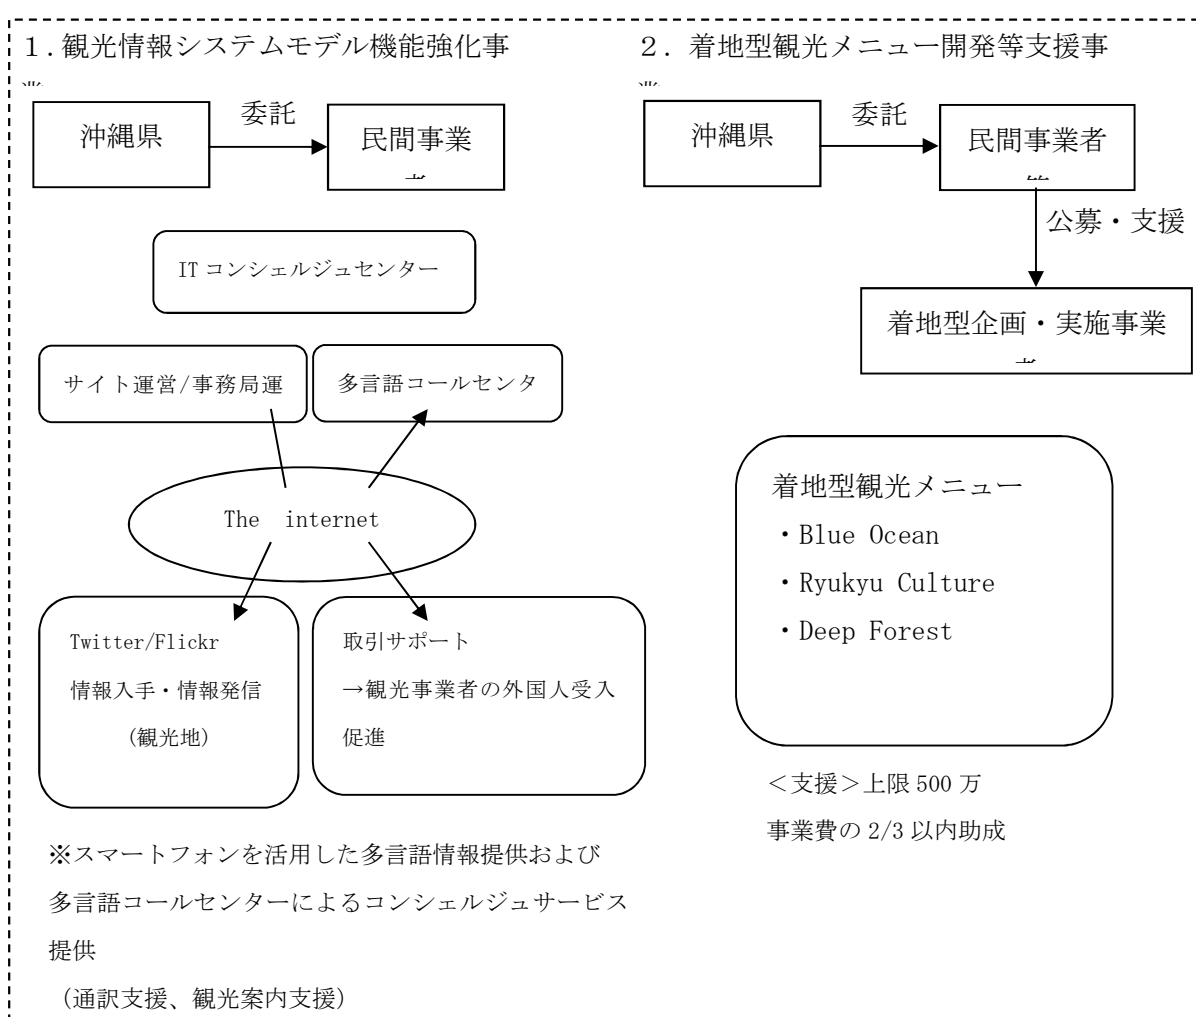 １.観光情報システムモデル機能強化事
沖縄県
委託
民間事業
ITコンシェルジュセンター
サイト運営/事務局運
多言語コールセンタ
The internet
Twitter/Flickr
情報入手・情報発信
(観光地)
取引サポート
→観光事業者の外国人受入
促進
※スマートフォンを活用した多言語情報提供および
多言語コールセンターによるコンシェルジュサービス
提供
（通訳支援、観光案内支援）
２．着地型観光メニュー開発等支援事
沖縄県
委託
民間事業者
公募・支援
着地型企画・実施事業
着地型観光メニュー
・Blue Ocean
・Ryukyu Culture
・Deep Forest
＜支援＞上限500万
事業費の2/3以内助成